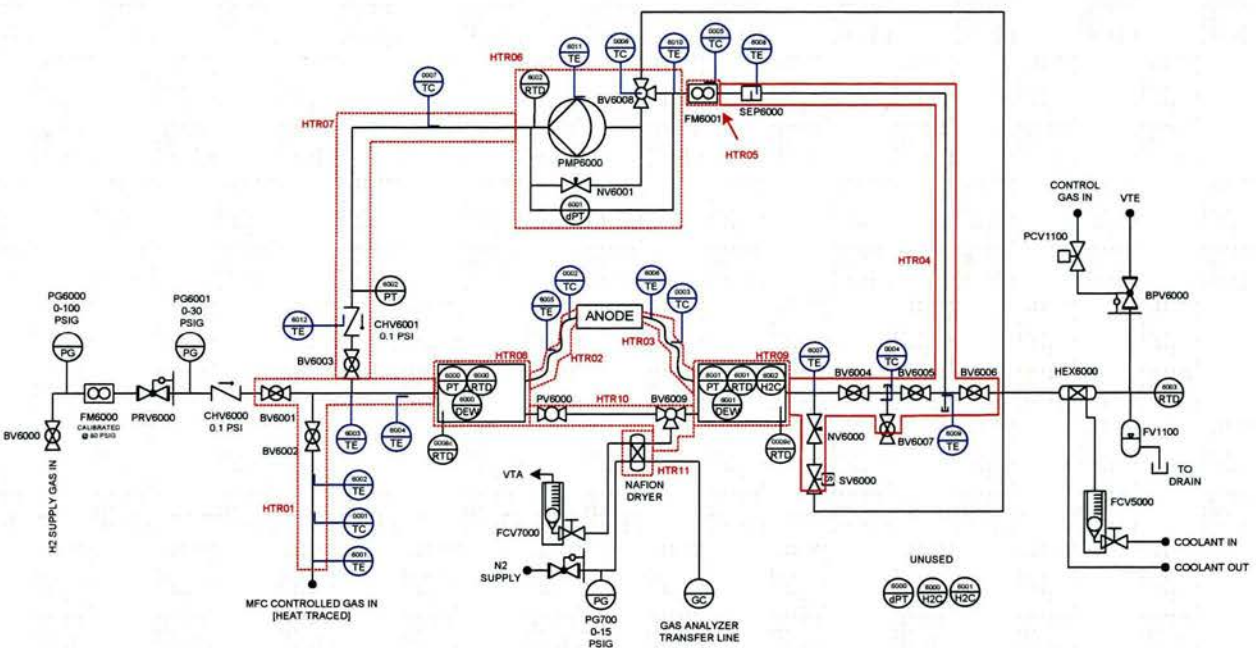 6011
TE
0006
TC
6010
TE
0005
TC
6008
TE
HTR06
0007
TC
6002
RTD
BV6008
FM6001
SEP6000
HTR07
PMP6000
HTR05
NV6001
6001
dPT
CONTROL
GAS IN
VTE
PCV1100
HTR04
BPV6000
PG6000
0-100
PSIG
PG
PG6001
0-30
PSIG
PG
6002
PT
6012
TE
CHV6001
0.1 PSI
BV6003
6005
TE
0002
TC
6006
TE
0003
TC
ANODE
HTR02
HTR03
HTR08
HTR09
6000
PT
6000
RTD
6000
DEW
6001
PT
6001
RTD
6002
H2C
6001
DEW
6007
TE
0004
TC
BV6004
BV6005
BV6006
HEX6000
6003
RTD
BV6000
FM6000
CALIBRATED
@ 60 PSIG
PRV6000
CHV6000
0.1 PSI
BV6001
BV6002
6003
TE
6004
TE
RTD
PV6000
HTR10
BV6009
RTD
NV6000
BV6007
6009
TE
FV1100
TO
DRAIN
H2 SUPPLY GAS IN
HTR01
6002
TE
0001
TC
6001
TE
MFC CONTROLLED GAS IN
[HEAT TRACED]
VTA
HTR11
NAFION
DRYER
FCV7000
SV6000
S
FCV5000
COOLANT IN
COOLANT OUT
N2
SUPPLY
PG
PG700
0-15
PSIG
GC
GAS ANALYZER
TRANSFER LINE
UNUSED
6000
dPT
6000
H2C
6001
H2C